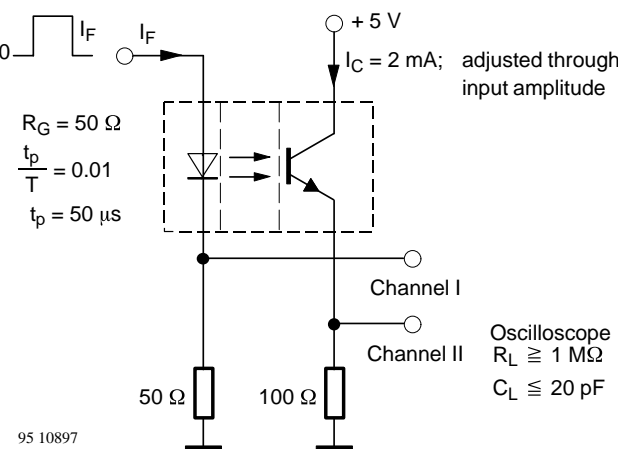 0
I_F
I_F
+ 5 V
I_C = 2 mA; adjusted through
input amplitude
R_G = 50 Ω
t_p
T
= 0.01
t_p = 50 μs
Channel I
Channel II
Oscilloscope
R_L ≧ 1 MΩ
C_L ≦ 20 pF
50 Ω
100 Ω
95 10897